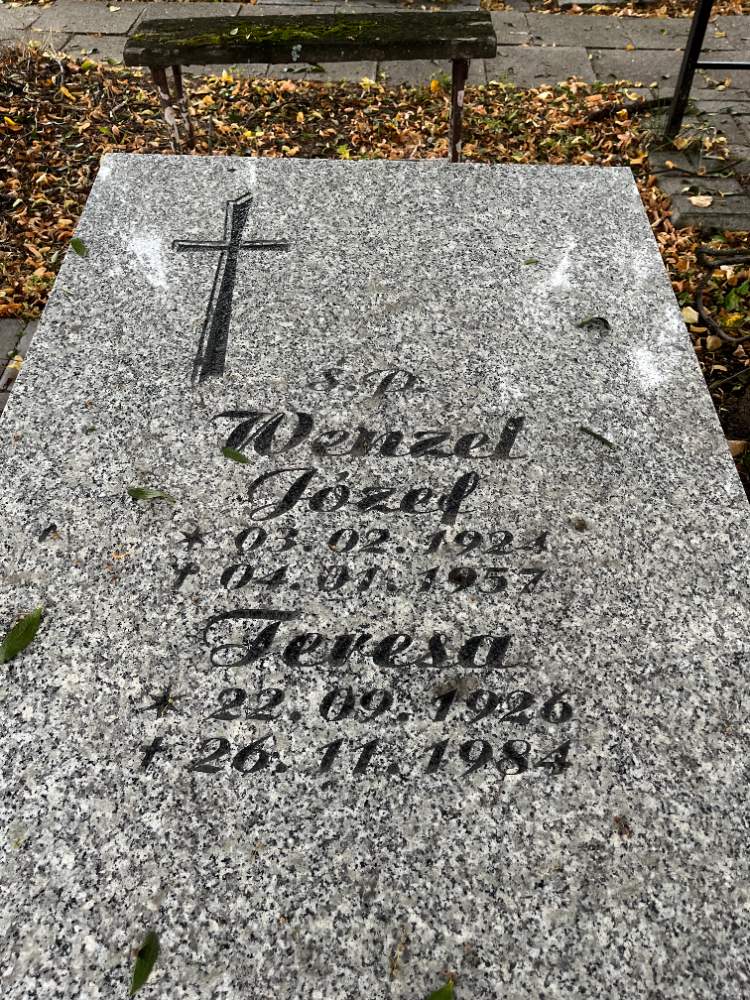 Ś.P.
Wenzel
Józef
* 03. 02. 1924
† 04. 01. 1957
Teresa
* 22. 09. 1926
† 26. 11. 1984